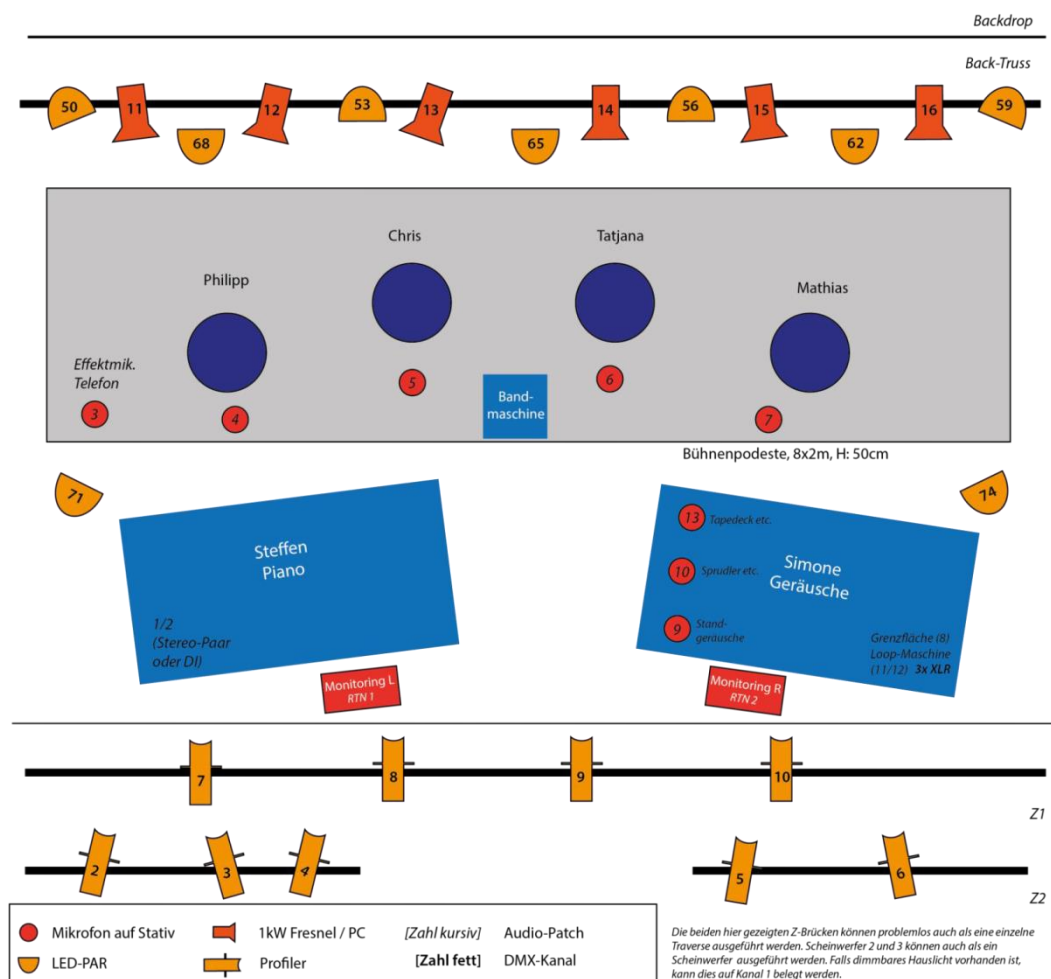 Backdrop
Back-Truss
50
11
12
53
13
14
56
15
16
59
68
65
62
Chris
Tatjana
Philipp
Mathias
Effektmik.
Telefon
3
4
5
6
7
Band-
maschine
Bühnenpodeste, 8x2m, H: 50cm
71
74
Steffen
Piano
1/2
(Stereo-Paar
oder DI)
13 Tapedeck etc.
10 Sprudler etc.
9 Stand-
geräusche
Simone
Geräusche
Grenzfläche (8)
Loop-Maschine
(11/12) 3x XLR
Monitoring L
RTN 1
Monitoring R
RTN 2
7
8
9
10
Z1
2
3
4
5
6
Z2
Mikrofon auf Stativ
1kW Fresnel / PC
[Zahl kursiv]
Audio-Patch
LED-PAR
Profiler
[Zahl fett]
DMX-Kanal
Die beiden hier gezeigten Z-Brücken können problemlos auch als eine einzelne
Traverse ausgeführt werden. Scheinwerfer 2 und 3 können auch als ein
Scheinwerfer ausgeführt werden. Falls dimmbares Hauslicht vorhanden ist,
kann dies auf Kanal 1 belegt werden.